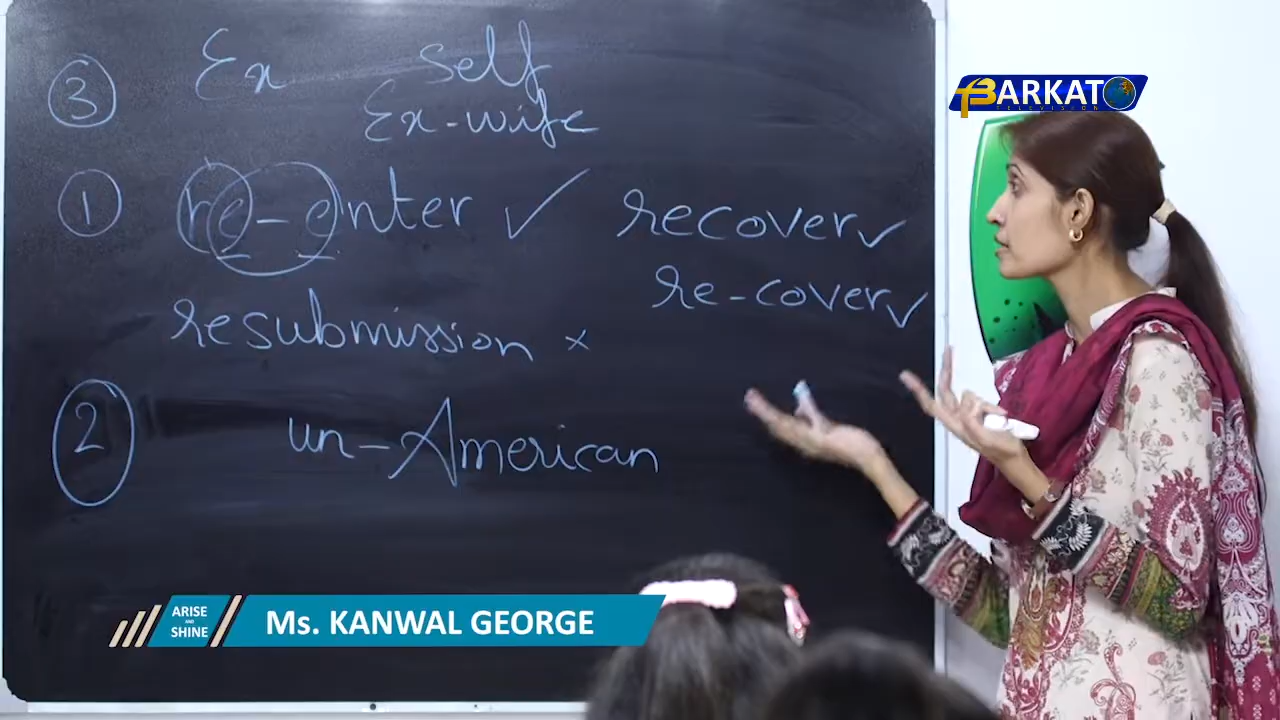 ③ Ex self
Ex-wife
① re-enter ✓ recover ✓
re-cover ✓
resubmission ×
② un-American
BARKAT
TELEVISION
ARISE
AND
SHINE
Ms. KANWAL GEORGE